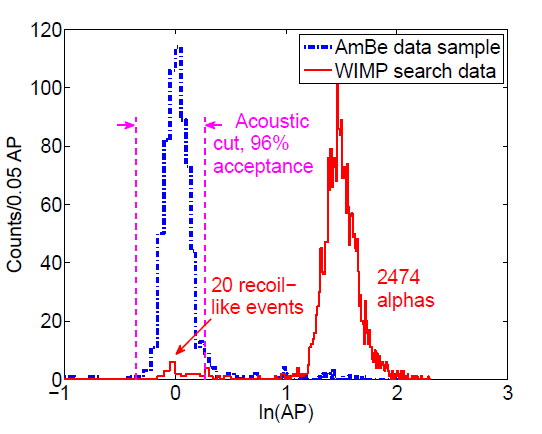 120
100
80
60
40
20
0
Counts/0.05 AP
AmBe data sample
WIMP search data
Acoustic
cut, 96%
acceptance
20 recoil-
like events
2474
alphas
-1
0
1
2
3
ln(AP)